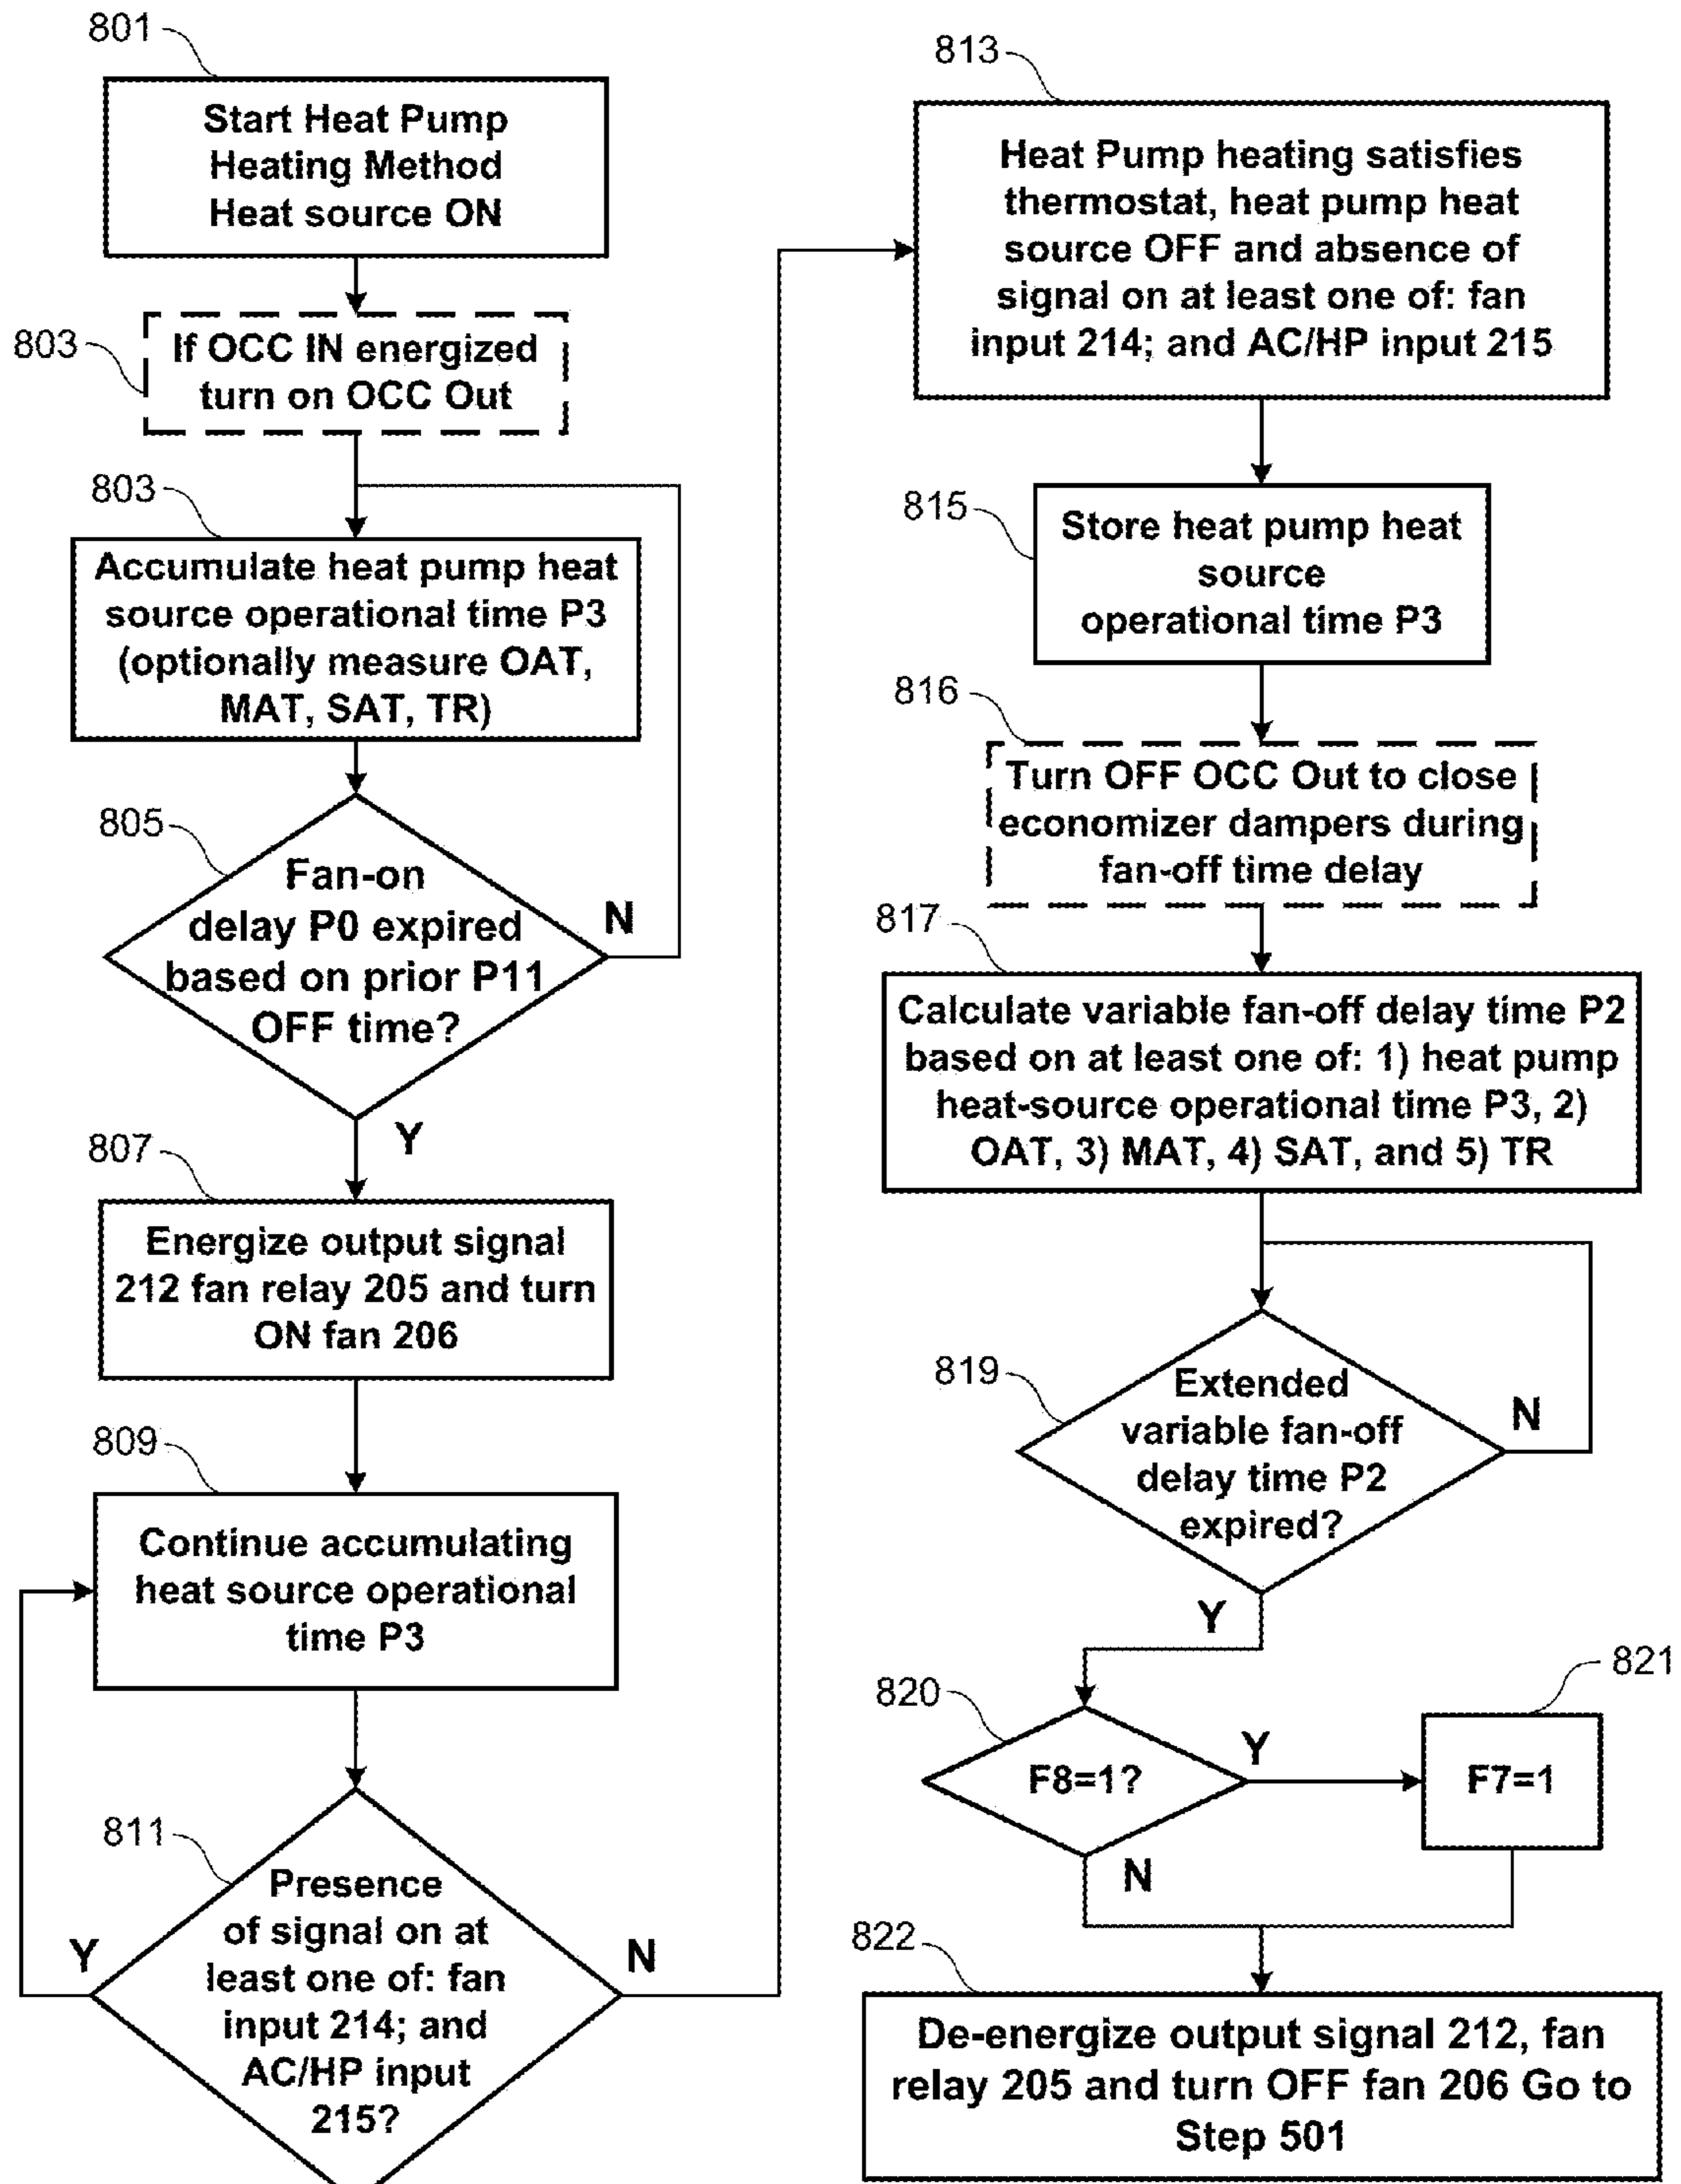 801
Start Heat Pump
Heating Method
Heat source ON
803
If OCC IN energized
turn on OCC Out
803
Accumulate heat pump heat
source operational time P3
(optionally measure OAT,
MAT, SAT, TR)
805
Fan-on
delay P0 expired
based on prior P11
OFF time?
N
Y
807
Energize output signal
212 fan relay 205 and turn
ON fan 206
809
Continue accumulating
heat source operational
time P3
811
Presence
of signal on at
least one of: fan
input 214; and
AC/HP input
215?
Y
N
813
Heat Pump heating satisfies
thermostat, heat pump heat
source OFF and absence of
signal on at least one of: fan
input 214; and AC/HP input 215
815
Store heat pump heat
source
operational time P3
816
Turn OFF OCC Out to close
economizer dampers during
fan-off time delay
817
Calculate variable fan-off delay time P2
based on at least one of: 1) heat pump
heat-source operational time P3, 2)
OAT, 3) MAT, 4) SAT, and 5) TR
819
Extended
variable fan-off
delay time P2
expired?
N
Y
820
F8=1?
Y
N
821
F7=1
822
De-energize output signal 212, fan
relay 205 and turn OFF fan 206 Go to
Step 501